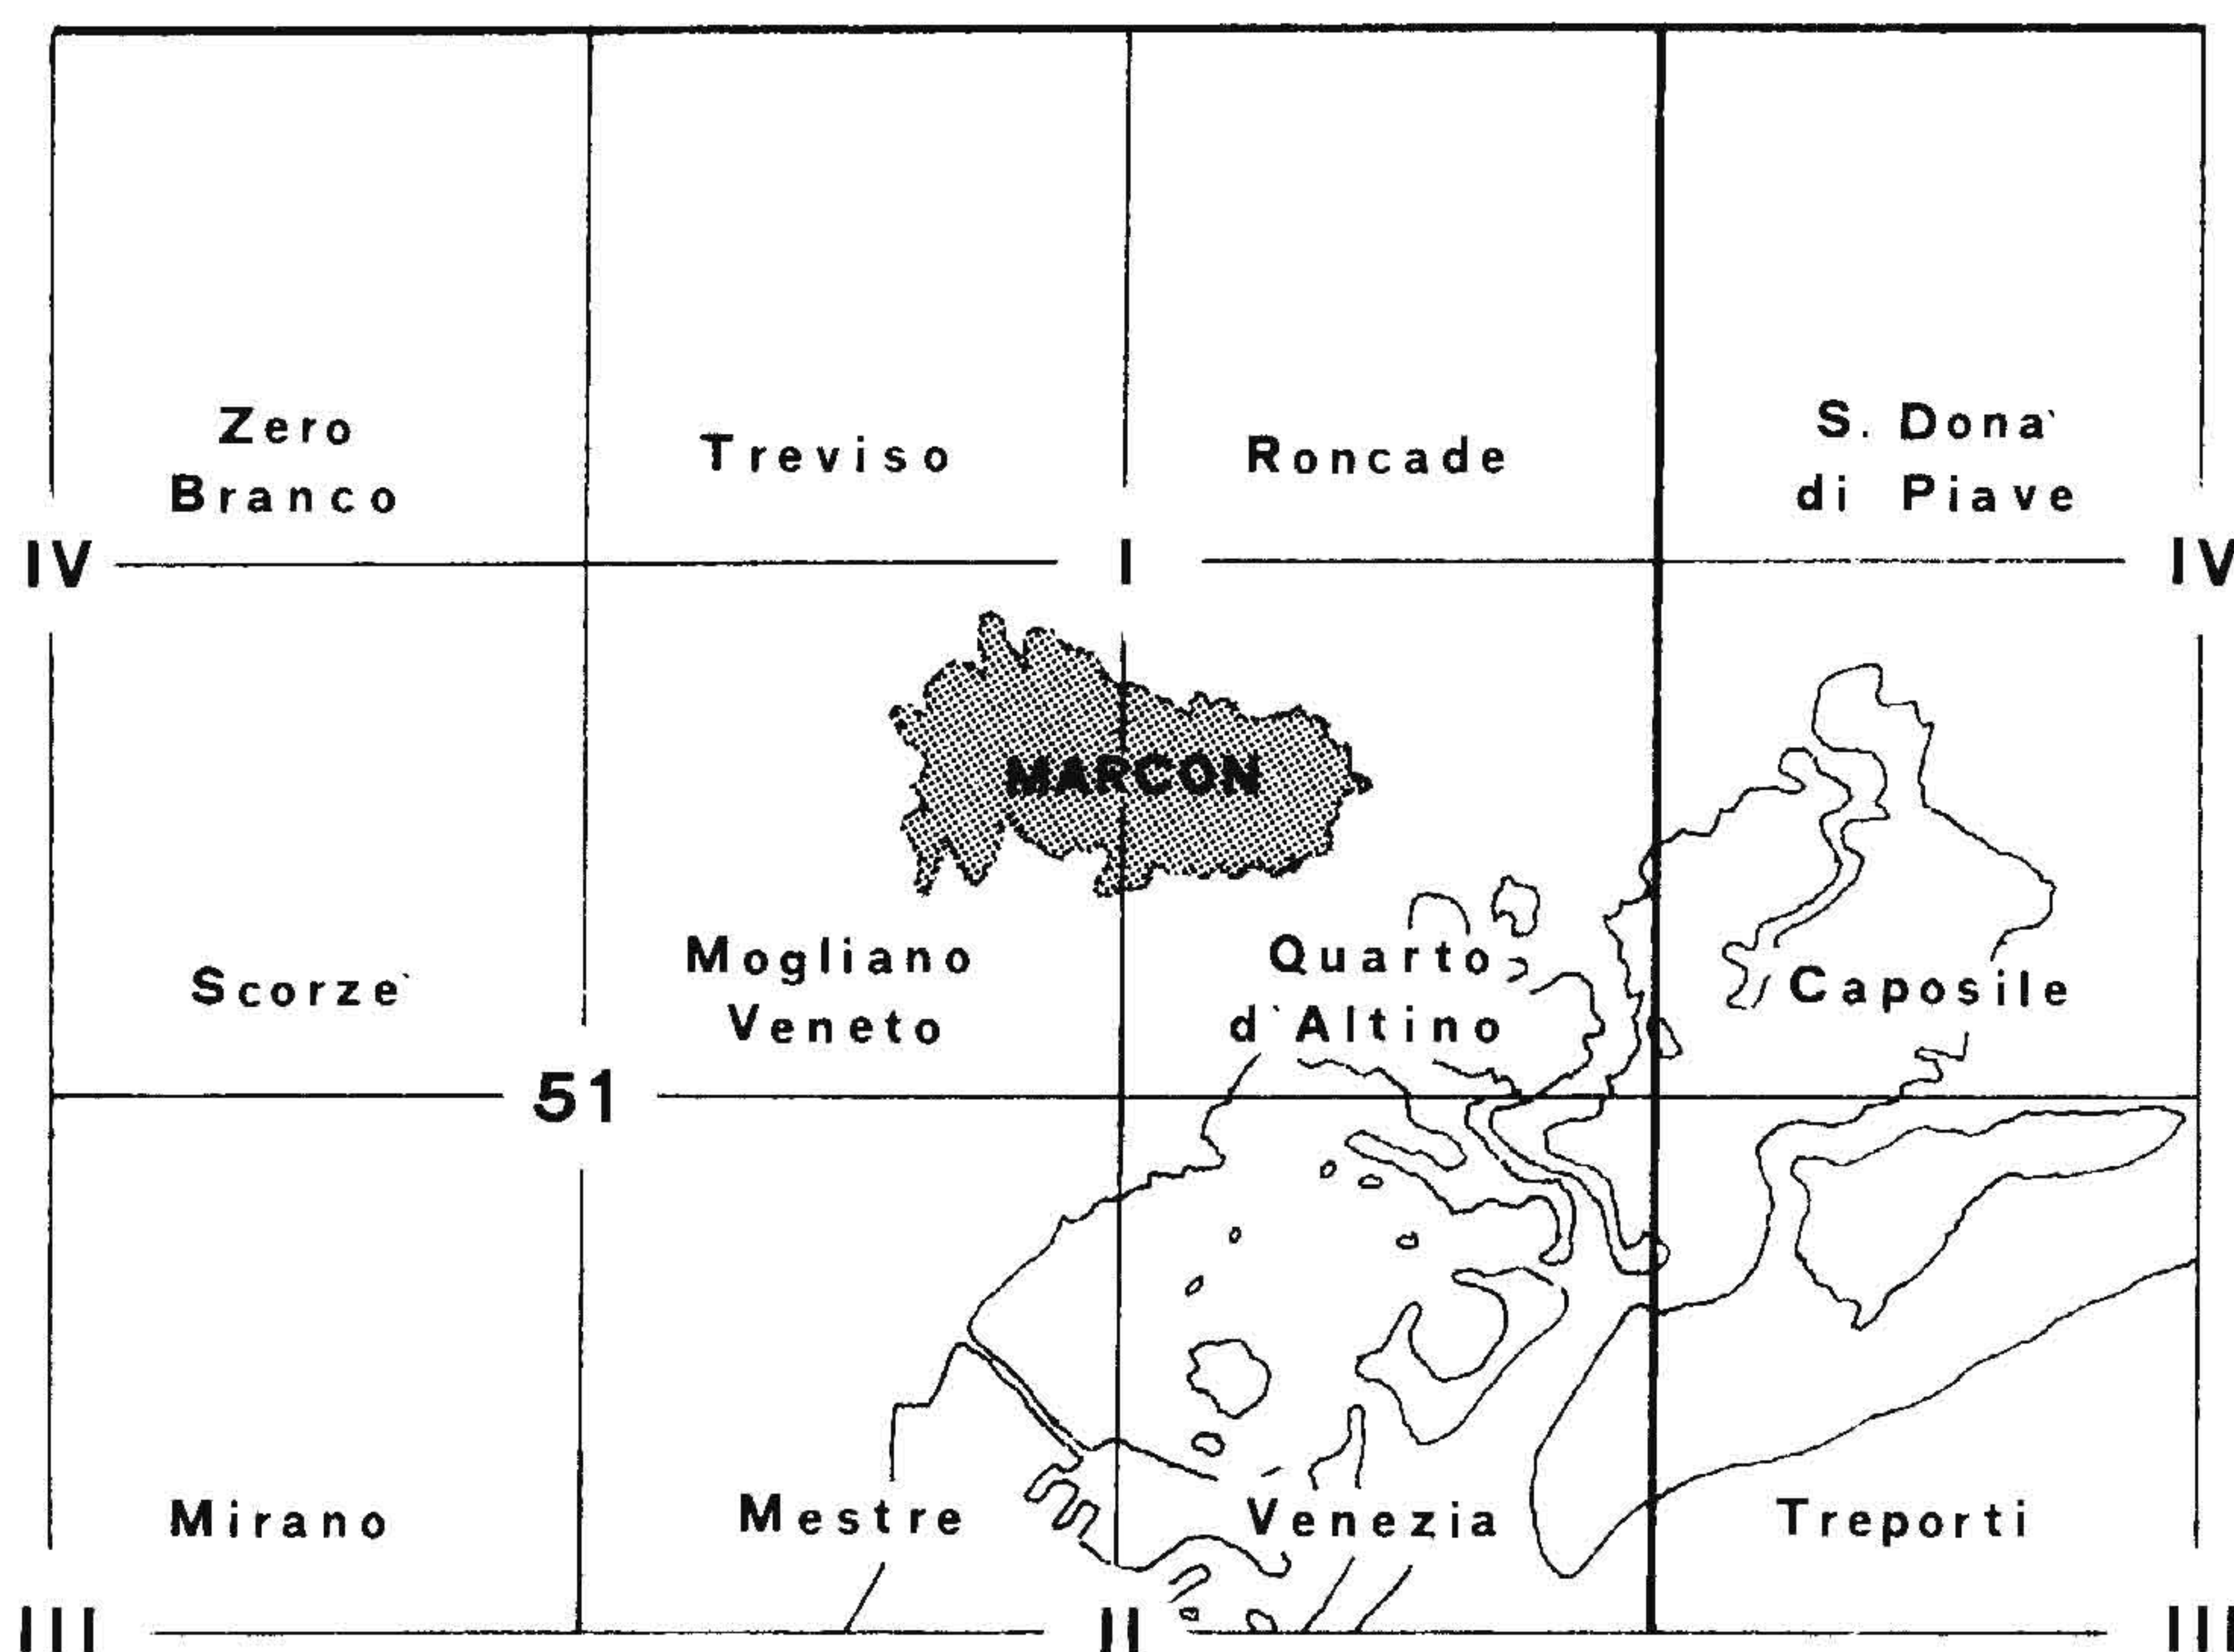 Zero
Branco
Treviso
Roncade
S. Dona`
di Piave
IV
I
IV
MARCON
Scorze`
Mogliano
Veneto
Quarto
d`Altino
Caposile
51
Mirano
Mestre
Venezia
Treporti
III
II
III